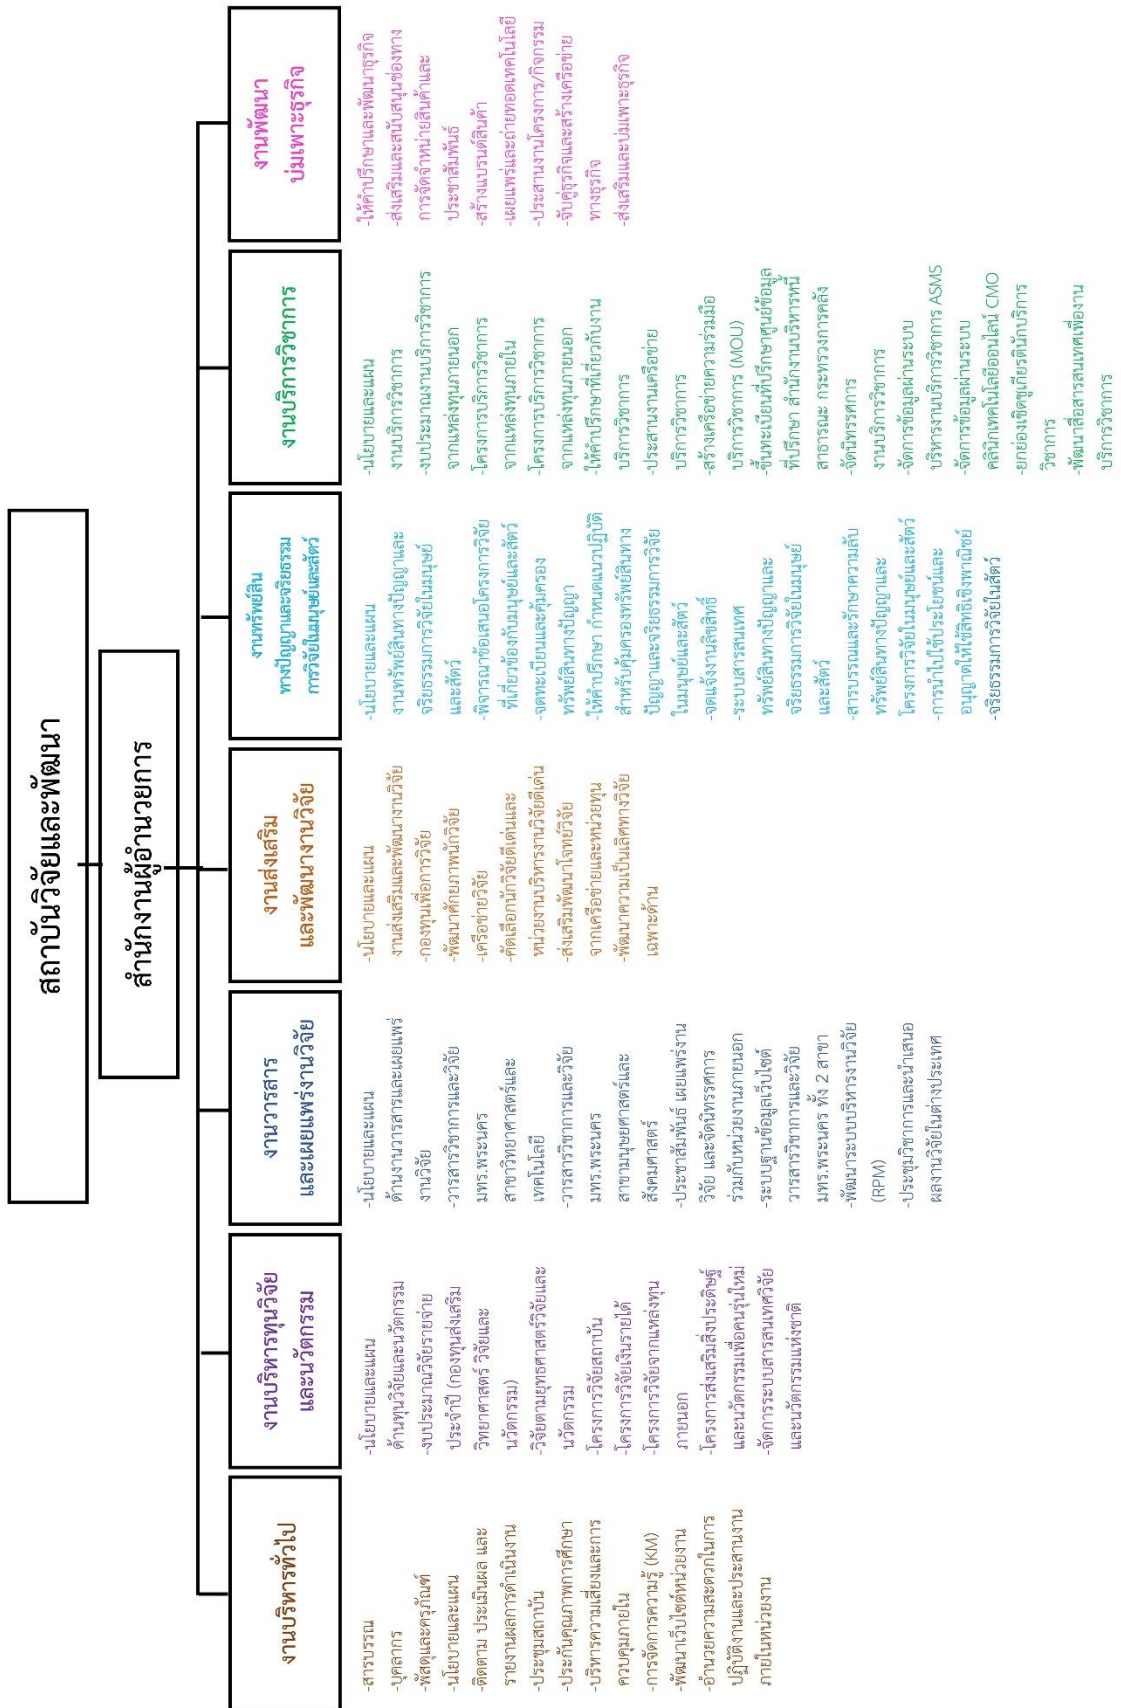 สถาบันวิจัยและพัฒนา
สำนักงานผู้อำนวยการ
งานบริหารทั่วไป
-สารบรรณ
-บุคลากร
-พัสดุและครุภัณฑ์
-นโยบายและแผน
-ติดตาม ประเมินผล และ
รายงานผลการดำเนินงาน
-ประชุมสถาบัน
-ประกันคุณภาพการศึกษา
-บริหารความเสี่ยงและการ
ควบคุมภายใน
-การจัดการความรู้ (KM)
-พัฒนาเว็บไซต์หน่วยงาน
-อำนวยความสะดวกในการ
ปฏิบัติงานและประสานงาน
ภายในหน่วยงาน
งานบริหารทุนวิจัย
และนวัตกรรม
-นโยบายและแผน
ด้านทุนวิจัยและนวัตกรรม
-งบประมาณวิจัยรายจ่าย
ประจำปี (กองทุนส่งเสริม
วิทยาศาสตร์ วิจัยและ
นวัตกรรม)
-วิจัยตามยุทธศาสตร์วิจัยและ
นวัตกรรม
-โครงการวิจัยสถาบัน
-โครงการวิจัยเงินรายได้
-โครงการวิจัยจากแหล่งทุน
ภายนอก
-โครงการส่งเสริมสิ่งประดิษฐ์
และนวัตกรรมเพื่อคนรุ่นใหม่
-จัดการระบบสารสนเทศวิจัย
และนวัตกรรมแห่งชาติ
งานวารสาร
และเผยแพร่งานวิจัย
-นโยบายและแผน
ด้านงานวารสารและเผยแพร่
งานวิจัย
-วารสารวิชาการและวิจัย
มทร.พระนคร
สาขาวิทยาศาสตร์และ
เทคโนโลยี
-วารสารวิชาการและวิจัย
มทร.พระนคร
สาขามนุษยศาสตร์และ
สังคมศาสตร์
-ประชาสัมพันธ์ เผยแพร่งาน
วิจัย และจัดนิทรรศการ
ร่วมกับหน่วยงานภายนอก
-ระบบฐานข้อมูลเว็บไซต์
วารสารวิชาการและวิจัย
มทร.พระนคร ทั้ง 2 สาขา
-พัฒนาระบบบริหารงานวิจัย
(RPM)
-ประชุมวิชาการและนำเสนอ
ผลงานวิจัยในต่างประเทศ
งานส่งเสริม
และพัฒนางานวิจัย
-นโยบายและแผน
งานส่งเสริมและพัฒนางานวิจัย
-กองทุนเพื่อการวิจัย
-พัฒนาศักยภาพนักวิจัย
-เครือข่ายวิจัย
-คัดเลือกนักวิจัยดีเด่นและ
หน่วยงานบริหารงานวิจัยดีเด่น
-ส่งเสริมพัฒนาโจทย์วิจัย
จากเครือข่ายและหน่วยทุน
-พัฒนาความเป็นเลิศทางวิจัย
เฉพาะด้าน
งานทรัพย์สิน
ทางปัญญาและจริยธรรม
การวิจัยในมนุษย์และสัตว์
-นโยบายและแผน
งานทรัพย์สินทางปัญญาและ
จริยธรรมการวิจัยในมนุษย์
และสัตว์
-พิจารณาข้อเสนอโครงการวิจัย
ที่เกี่ยวข้องกับมนุษย์และสัตว์
-จดทะเบียนและคุ้มครอง
ทรัพย์สินทางปัญญา
-ให้คำปรึกษา กำหนดแนวปฏิบัติ
สำหรับคุ้มครองทรัพย์สินทาง
ปัญญาและจริยธรรมการวิจัย
ในมนุษย์และสัตว์
-จดแจ้งงานลิขสิทธิ์
-ระบบสารสนเทศ
ทรัพย์สินทางปัญญาและ
จริยธรรมการวิจัยในมนุษย์
และสัตว์
-สารบรรณและรักษาความลับ
ทรัพย์สินทางปัญญาและ
โครงการวิจัยในมนุษย์และสัตว์
-การนำไปใช้ประโยชน์และ
อนุญาตให้ใช้สิทธิเชิงพาณิชย์
-จริยธรรมการวิจัยในสัตว์
งานบริการวิชาการ
-นโยบายและแผน
งานบริการวิชาการ
-งบประมาณงานบริการวิชาการ
จากแหล่งทุนภายนอก
-โครงการบริการวิชาการ
จากแหล่งทุนภายใน
-โครงการบริการวิชาการ
จากแหล่งทุนภายนอก
-ให้คำปรึกษาที่เกี่ยวกับงาน
บริการวิชาการ
-ประสานงานเครือข่าย
บริการวิชาการ
-สร้างเครือข่ายความร่วมมือ
บริการวิชาการ (MOU)
-ขึ้นทะเบียนที่ปรึกษาศูนย์ข้อมูล
ที่ปรึกษา สำนักงานบริหารหนี้
สาธารณะ กระทรวงการคลัง
-จัดนิทรรศการ
งานบริการวิชาการ
-จัดการข้อมูลผ่านระบบ
บริหารงานบริการวิชาการ ASMS
-จัดการข้อมูลผ่านระบบ
คลินิกเทคโนโลยีออนไลน์ CMO
-ยกย่องเชิดชูเกียรตินักบริการ
วิชาการ
-พัฒนาสื่อสารสนเทศเพื่องาน
บริการวิชาการ
งานพัฒนา
บ่มเพาะธุรกิจ
-ให้คำปรึกษาและพัฒนาธุรกิจ
-ส่งเสริมและสนับสนุนช่องทาง
การจัดจำหน่ายสินค้าและ
ประชาสัมพันธ์
-สร้างแบรนด์สินค้า
-เผยแพร่และถ่ายทอดเทคโนโลยี
-ประสานงานโครงการ/กิจกรรม
-จับคู่ธุรกิจและสร้างเครือข่าย
ทางธุรกิจ
-ส่งเสริมและบ่มเพาะธุรกิจ